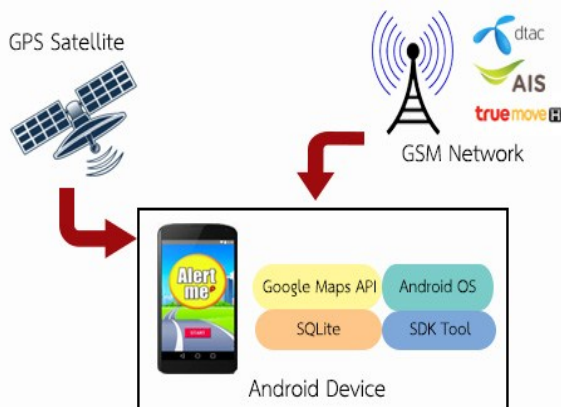 GPS Satellite
dtac
AIS
truemove H
GSM Network
Alert
me
START
Google Maps API
Android OS
SQLite
SDK Tool
Android Device